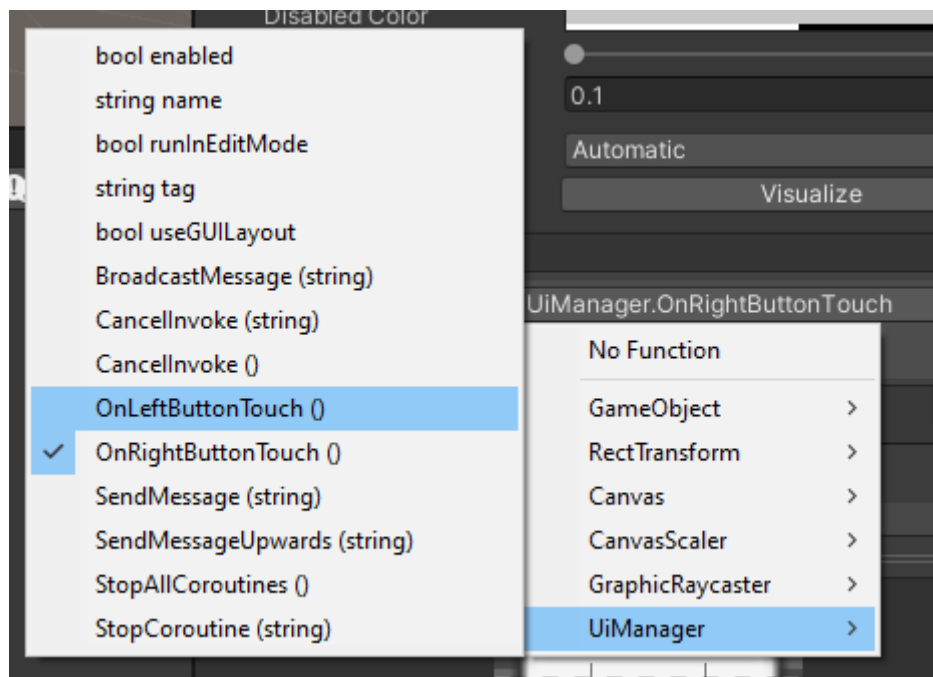 Disabled Color
bool enabled
string name
bool runInEditMode
string tag
bool useGUILayout
BroadcastMessage (string)
CancelInvoke (string)
CancelInvoke ()
OnLeftButtonTouch ()
OnRightButtonTouch ()
SendMessage (string)
SendMessageUpwards (string)
StopAllCoroutines ()
StopCoroutine (string)
0.1
Automatic
Visualize
UiManager.OnRightButtonTouch
No Function
GameObject
RectTransform
Canvas
CanvasScaler
GraphicRaycaster
UiManager